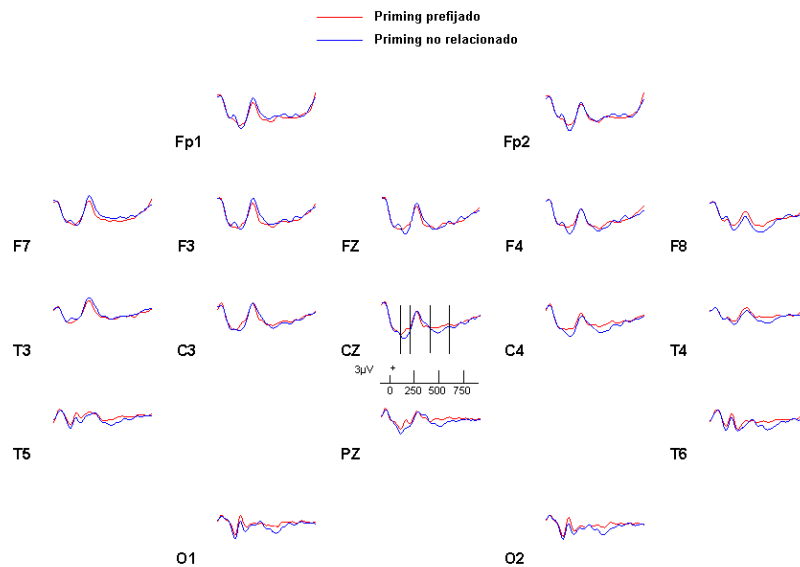 Priming prefijado
Priming no relacionado
Fp1 Fp2
F7 F3 FZ F4 F8
T3 C3 CZ C4 T4
3µV +
0 250 500 750
T5 PZ T6
O1 O2